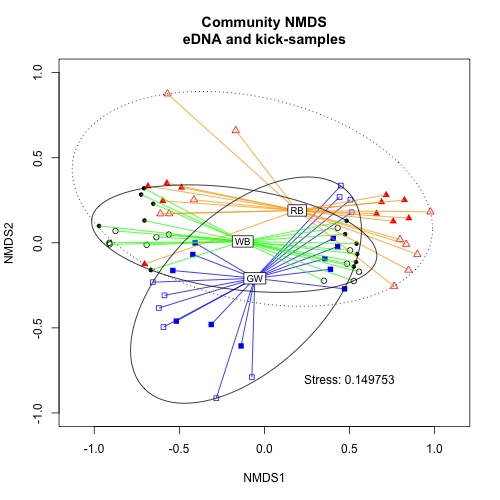 Community NMDS
eDNA and kick-samples
NMDS2
1.0
0.5
0.0
-0.5
-1.0
RB
WB
GW
Stress: 0.149753
-1.0 -0.5 0.0 0.5 1.0
NMDS1